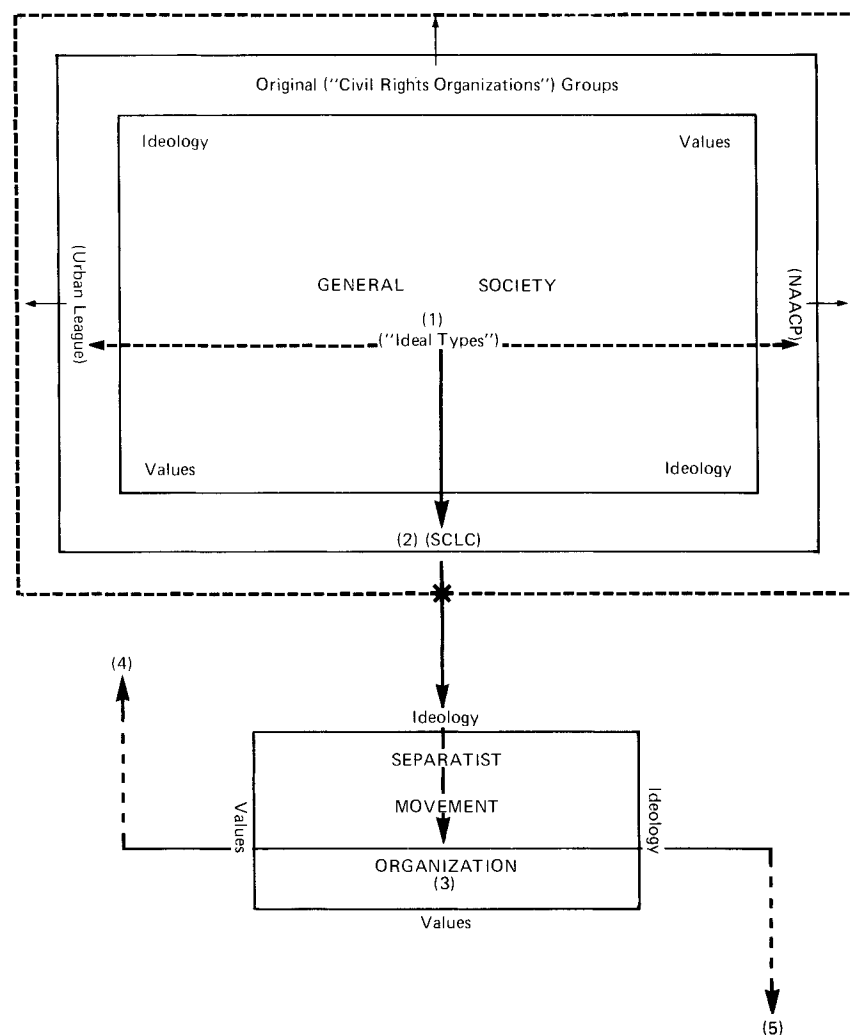 Original ("Civil Rights Organizations") Groups
Ideology
Values
(Urban League)
GENERAL SOCIETY
(NAACP)
(1)
("Ideal Types")
Values
Ideology
(2) (SCLC)
(4)
Ideology
SEPARATIST
MOVEMENT
Values
Ideology
ORGANIZATION
(3)
Values
(5)